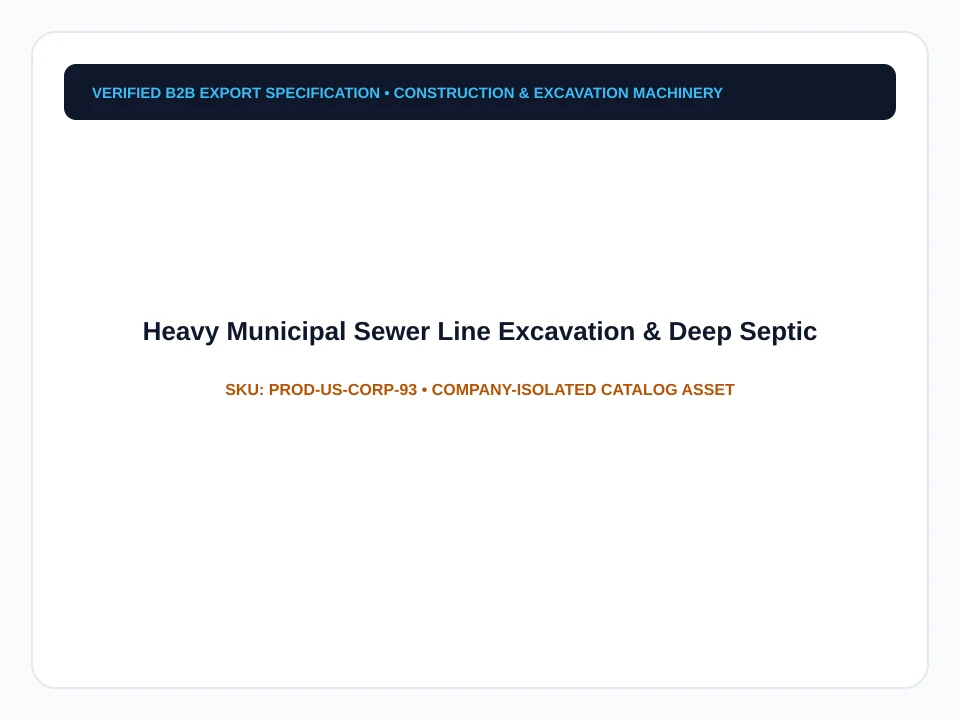 VERIFIED B2B EXPORT SPECIFICATION • CONSTRUCTION & EXCAVATION MACHINERY
Heavy Municipal Sewer Line Excavation & Deep Septic
SKU: PROD-US-CORP-93 • COMPANY-ISOLATED CATALOG ASSET